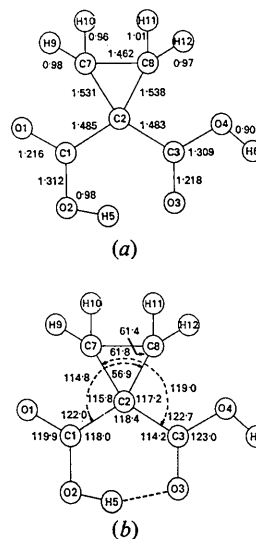 H10 H11
H9 0·96 1·01 H12
0·98 1·462 0·97
C7 C8
1·531 1·538
O1 C2 O4 0·90
1·485 1·483
1·216 C1 C3 1·309 H6
1·312 0·98 1·218
O2 H5 O3
(a)
H10 H11
61·4
H9 H12
C7 61·8 C8
114·8 56·9 119·0
115·8 117·2
O1 122·0 C2 122·7 O4
118·4
119·9 C1 118·0 114·2 C3 123·0 H
O2 H5 O3
(b)